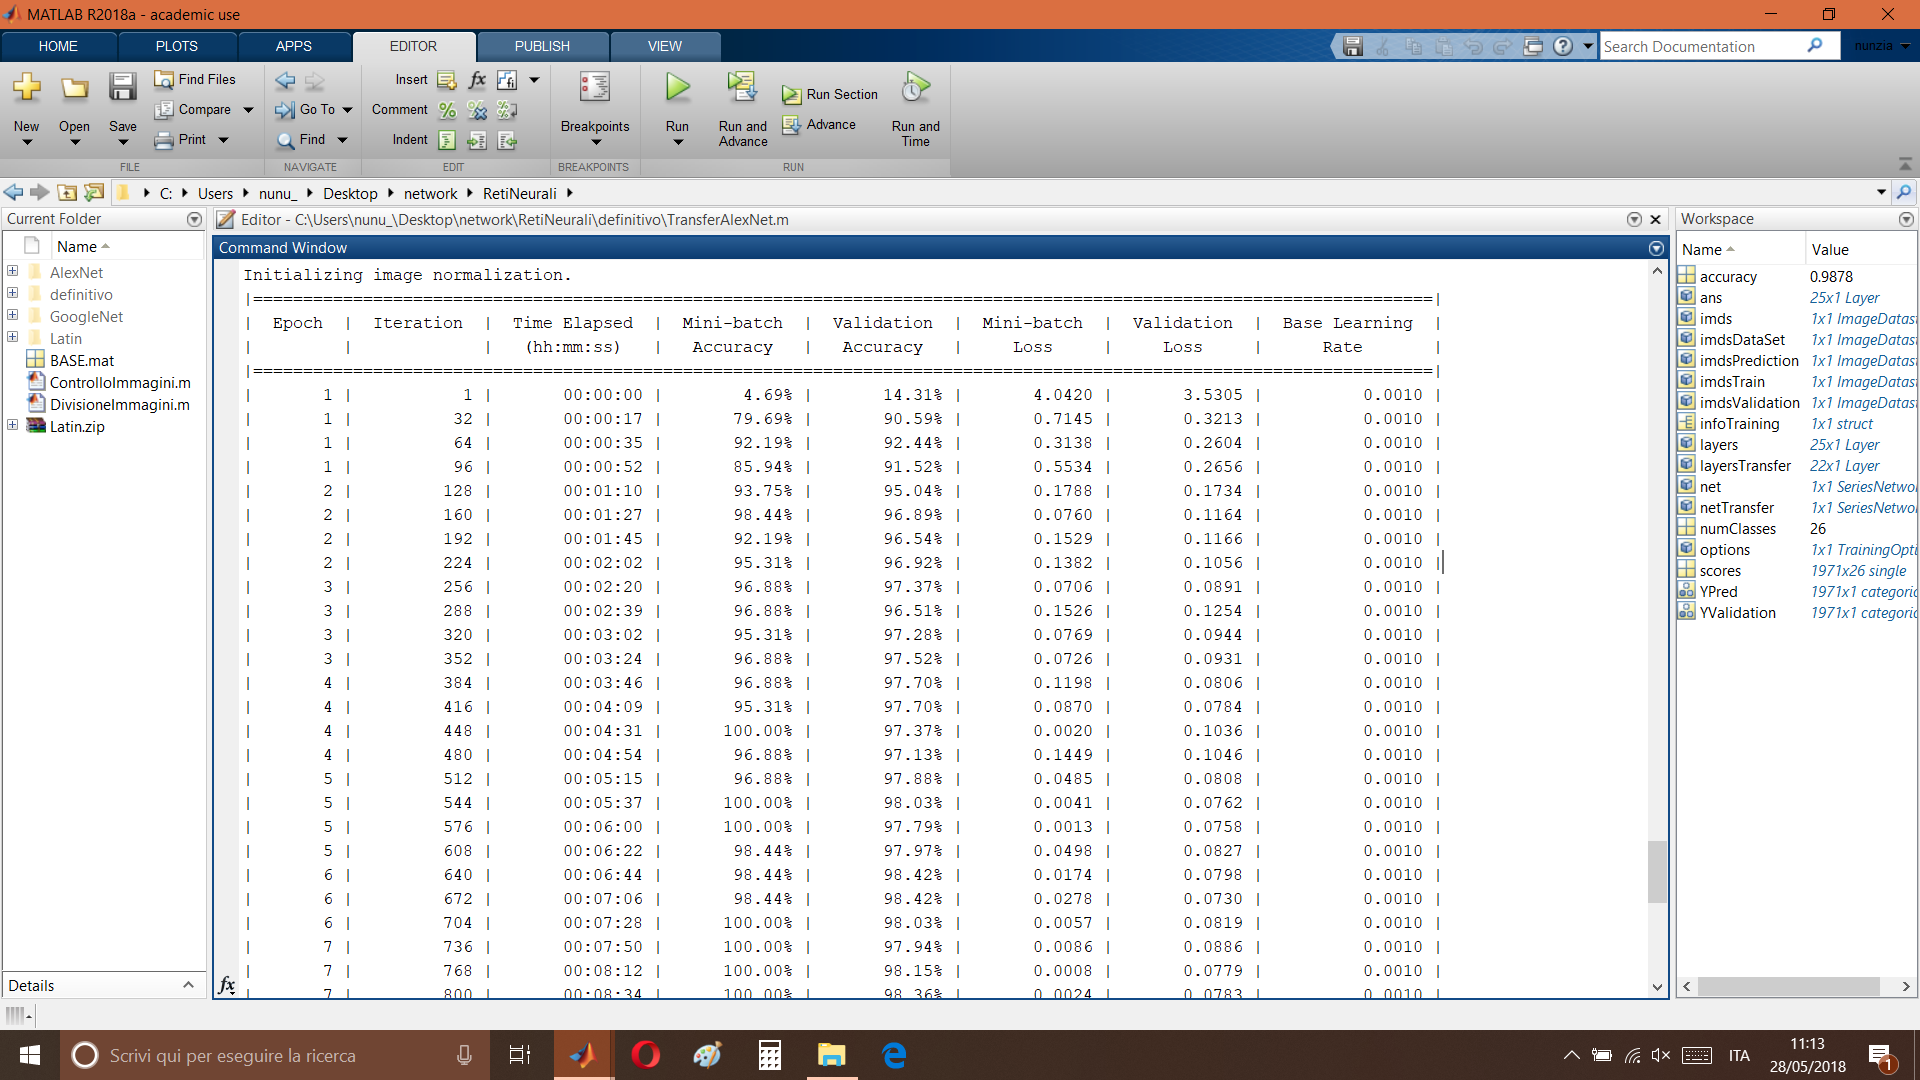 MATLAB R2018a - academic use
HOME PLOTS APPS EDITOR PUBLISH VIEW
Search Documentation
nunzia
New
Open
Save
Find Files
Compare
Print
FILE
Go To
Find
NAVIGATE
Insert
Comment
Indent
EDIT
Breakpoints
BREAKPOINTS
Run
Run and Advance
Run Section
Advance
Run and Time
RUN
C: Users nunu_ Desktop network RetiNeurali
Current Folder
Name
AlexNet
definitivo
GoogleNet
Latin
BASE.mat
ControlloImmagini.m
DivisioneImmagini.m
Latin.zip
Details
Editor - C:\Users\nunu_\Desktop\network\RetiNeurali\definitivo\TransferAlexNet.m
Command Window
Initializing image normalization.
|======================================================================================================================|
| Epoch | Iteration | Time Elapsed | Mini-batch | Validation | Mini-batch | Validation | Base Learning |
| | | (hh:mm:ss) | Accuracy | Accuracy | Loss | Loss | Rate |
|======================================================================================================================|
| 1 | 1 | 00:00:00 | 4.69% | 14.31% | 4.0420 | 3.5305 | 0.0010 |
| 1 | 32 | 00:00:17 | 79.69% | 90.59% | 0.7145 | 0.3213 | 0.0010 |
| 1 | 64 | 00:00:35 | 92.19% | 92.44% | 0.3138 | 0.2604 | 0.0010 |
| 1 | 96 | 00:00:52 | 85.94% | 91.52% | 0.5534 | 0.2656 | 0.0010 |
| 2 | 128 | 00:01:10 | 93.75% | 95.04% | 0.1788 | 0.1734 | 0.0010 |
| 2 | 160 | 00:01:27 | 98.44% | 96.89% | 0.0760 | 0.1164 | 0.0010 |
| 2 | 192 | 00:01:45 | 92.19% | 96.54% | 0.1529 | 0.1166 | 0.0010 |
| 2 | 224 | 00:02:02 | 95.31% | 96.92% | 0.1382 | 0.1056 | 0.0010 |
| 3 | 256 | 00:02:20 | 96.88% | 97.37% | 0.0706 | 0.0891 | 0.0010 |
| 3 | 288 | 00:02:39 | 96.88% | 96.51% | 0.1526 | 0.1254 | 0.0010 |
| 3 | 320 | 00:03:02 | 95.31% | 97.28% | 0.0769 | 0.0944 | 0.0010 |
| 3 | 352 | 00:03:24 | 96.88% | 97.52% | 0.0726 | 0.0931 | 0.0010 |
| 4 | 384 | 00:03:46 | 96.88% | 97.70% | 0.1198 | 0.0806 | 0.0010 |
| 4 | 416 | 00:04:09 | 95.31% | 97.70% | 0.0870 | 0.0784 | 0.0010 |
| 4 | 448 | 00:04:31 | 100.00% | 97.37% | 0.0020 | 0.1036 | 0.0010 |
| 4 | 480 | 00:04:54 | 96.88% | 97.13% | 0.1449 | 0.1046 | 0.0010 |
| 5 | 512 | 00:05:15 | 96.88% | 97.88% | 0.0485 | 0.0808 | 0.0010 |
| 5 | 544 | 00:05:37 | 100.00% | 98.03% | 0.0041 | 0.0762 | 0.0010 |
| 5 | 576 | 00:06:00 | 100.00% | 97.79% | 0.0013 | 0.0758 | 0.0010 |
| 5 | 608 | 00:06:22 | 98.44% | 97.97% | 0.0498 | 0.0827 | 0.0010 |
| 6 | 640 | 00:06:44 | 98.44% | 98.42% | 0.0174 | 0.0798 | 0.0010 |
| 6 | 672 | 00:07:06 | 98.44% | 98.42% | 0.0278 | 0.0730 | 0.0010 |
| 6 | 704 | 00:07:28 | 100.00% | 98.03% | 0.0057 | 0.0819 | 0.0010 |
| 7 | 736 | 00:07:50 | 100.00% | 97.94% | 0.0086 | 0.0886 | 0.0010 |
| 7 | 768 | 00:08:12 | 100.00% | 98.15% | 0.0008 | 0.0779 | 0.0010 |
| 7 | 800 | 00:08:34 | 100.00% | 98.36% | 0.0024 | 0.0783 | 0.0010 |
fx
Workspace
Name Value
accuracy 0.9878
ans 25x1 Layer
imds 1x1 ImageDatast
imdsDataSet 1x1 ImageDatast
imdsPrediction 1x1 ImageDatast
imdsTrain 1x1 ImageDatast
imdsValidation 1x1 ImageDatast
infoTraining 1x1 struct
layers 25x1 Layer
layersTransfer 22x1 Layer
net 1x1 SeriesNetwo
netTransfer 1x1 SeriesNetwo
numClasses 26
options 1x1 TrainingOpti
scores 1971x26 single
YPred 1971x1 categoric
YValidation 1971x1 categoric
Scrivi qui per eseguire la ricerca
ITA
11:13
28/05/2018
1